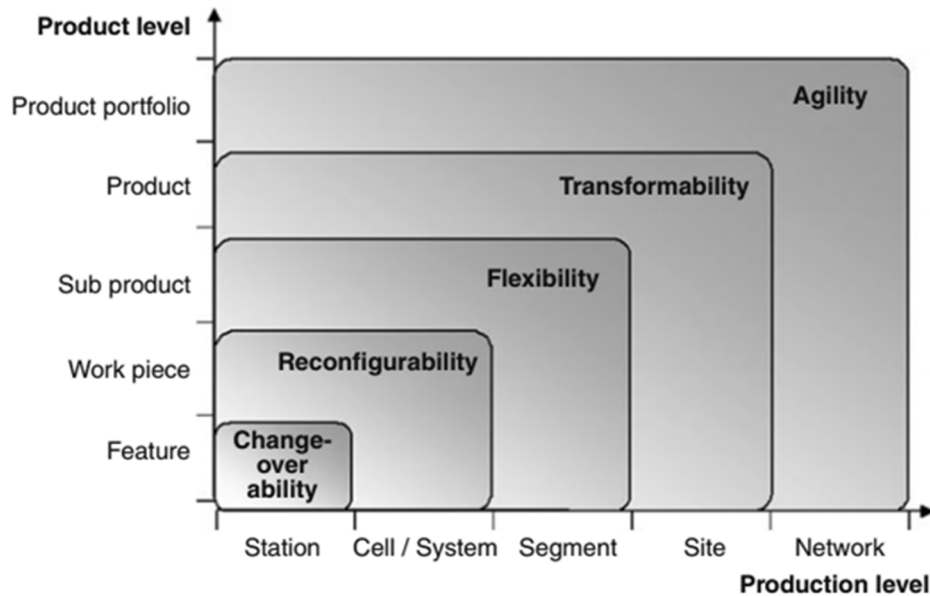 Product level
Product portfolio
Agility
Product
Transformability
Sub product
Flexibility
Work piece
Reconfigurability
Feature
Change-
over
ability
Station
Cell / System
Segment
Site
Network
Production level